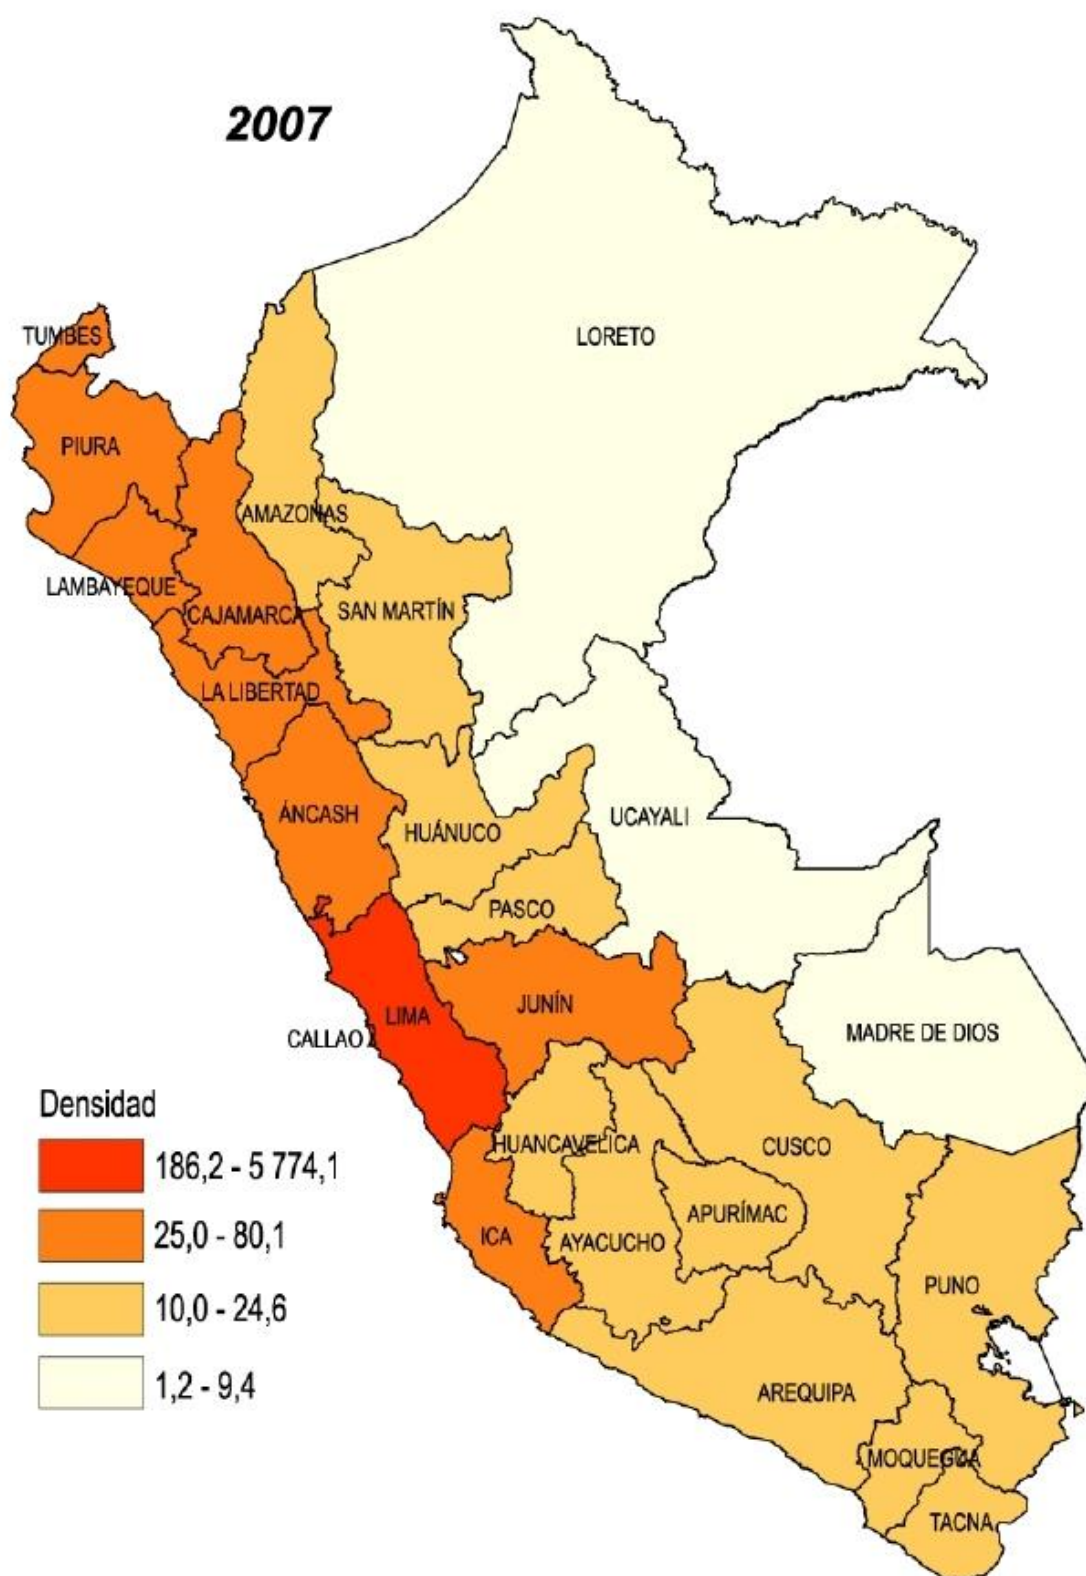 2007
TUMBES
LORETO
PIURA
AMAZONAS
LAMBAYEQUE
CAJAMARCA
SAN MARTÍN
LA LIBERTAD
ÁNCASH
HUÁNUCO
UCAYALI
PASCO
JUNÍN
LIMA
CALLAO
MADRE DE DIOS
HUANCAVELICA
CUSCO
ICA
AYACUCHO
APURÍMAC
PUNO
AREQUIPA
MOQUEGUA
TACNA
Densidad
186,2 - 5 774,1
25,0 - 80,1
10,0 - 24,6
1,2 - 9,4